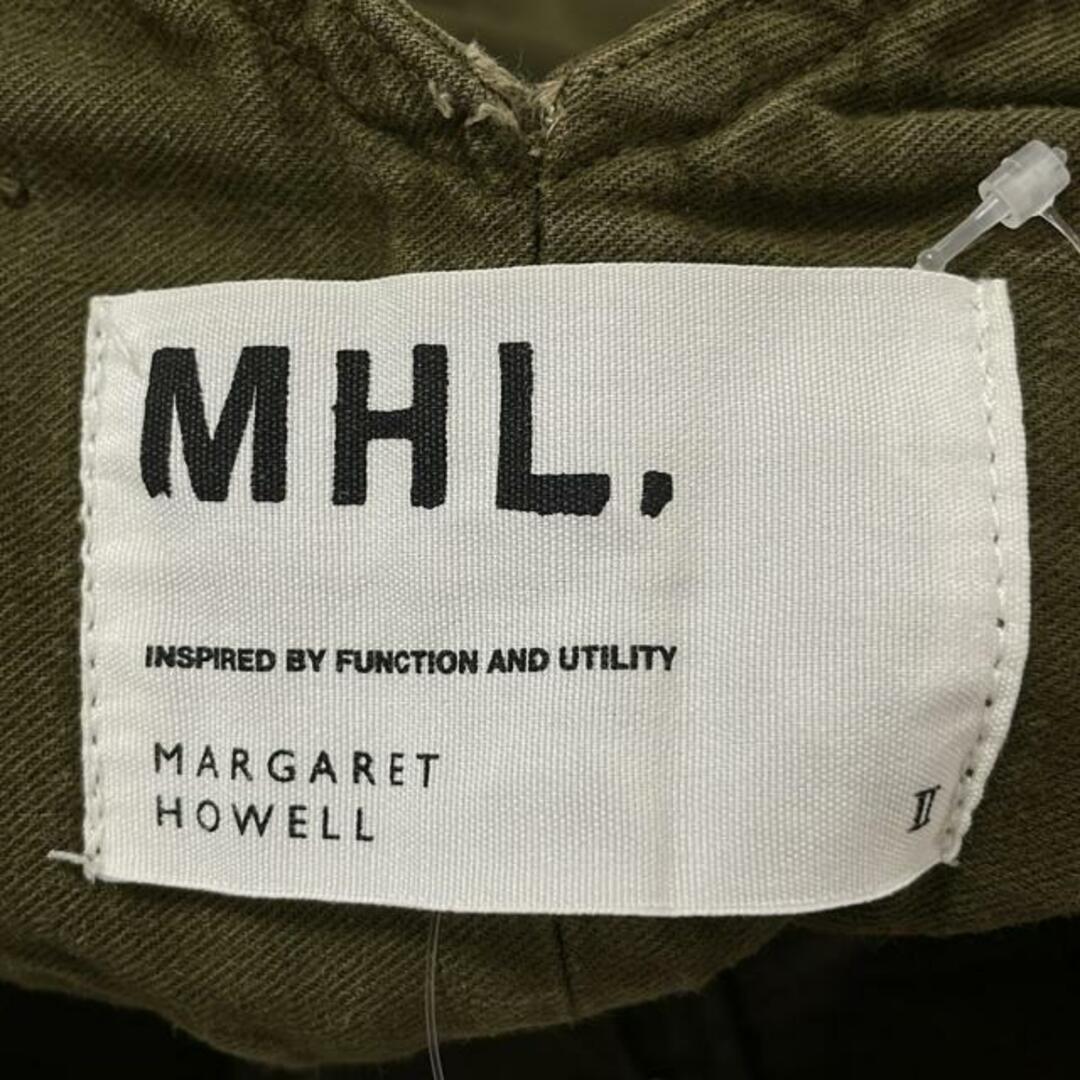 MHL.
INSPIRED BY FUNCTION AND UTILITY
MARGARET
HOWELL
II